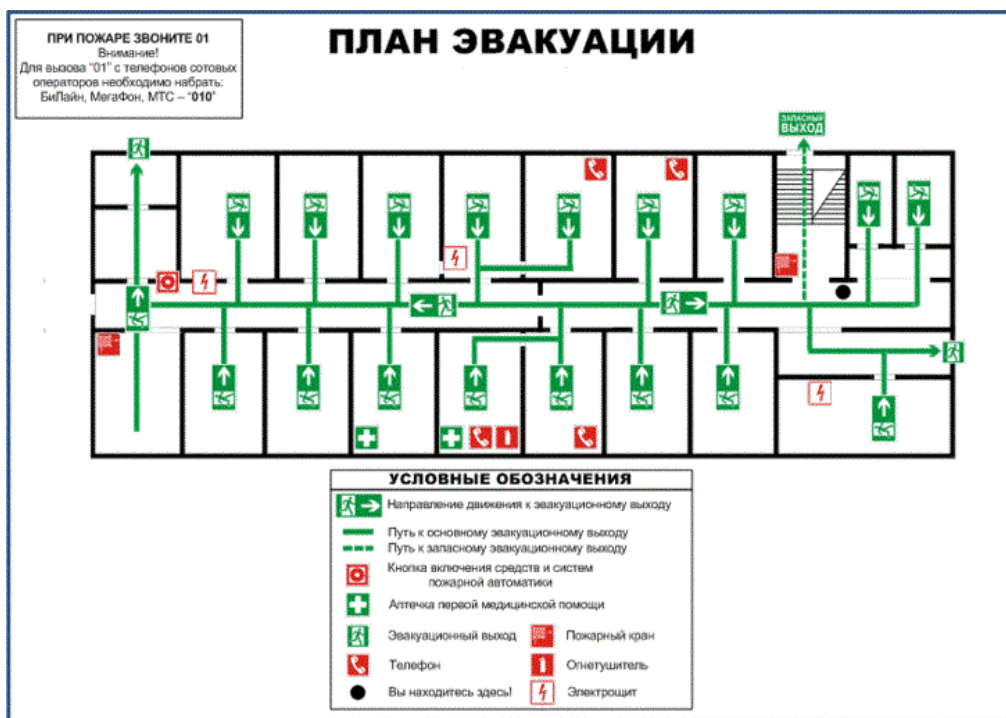 ПРИ ПОЖАРЕ ЗВОНИТЕ 01
Внимание!
Для вызова "01" с телефонов сотовых
операторов необходимо набрать:
БиЛайн, МегаФон, МТС – "010"
ПЛАН ЭВАКУАЦИИ
ЗАПАСНЫЙ
ВЫХОД
УСЛОВНЫЕ ОБОЗНАЧЕНИЯ
Направление движения к эвакуационному выходу
Путь к основному эвакуационному выходу
Путь к запасному эвакуационному выходу
Кнопка включения средств и систем
пожарной автоматики
Аптечка первой медицинской помощи
Эвакуационный выход
Пожарный кран
Телефон
Огнетушитель
Вы находитесь здесь!
Электрощит